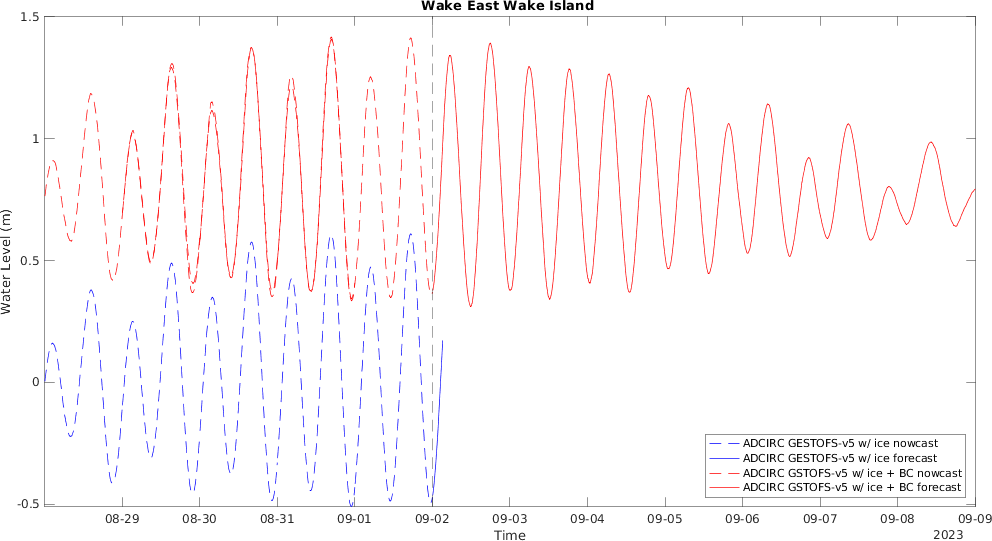 Wake East Wake Island
1.5
1
0.5
0
-0.5
Water Level (m)
08-29 08-30 08-31 09-01 09-02 09-03 09-04 09-05 09-06 09-07 09-08 09-09
Time
2023
ADCIRC GESTOFS-v5 w/ ice nowcast
ADCIRC GESTOFS-v5 w/ ice forecast
ADCIRC GSTOFS-v5 w/ ice + BC nowcast
ADCIRC GSTOFS-v5 w/ ice + BC forecast